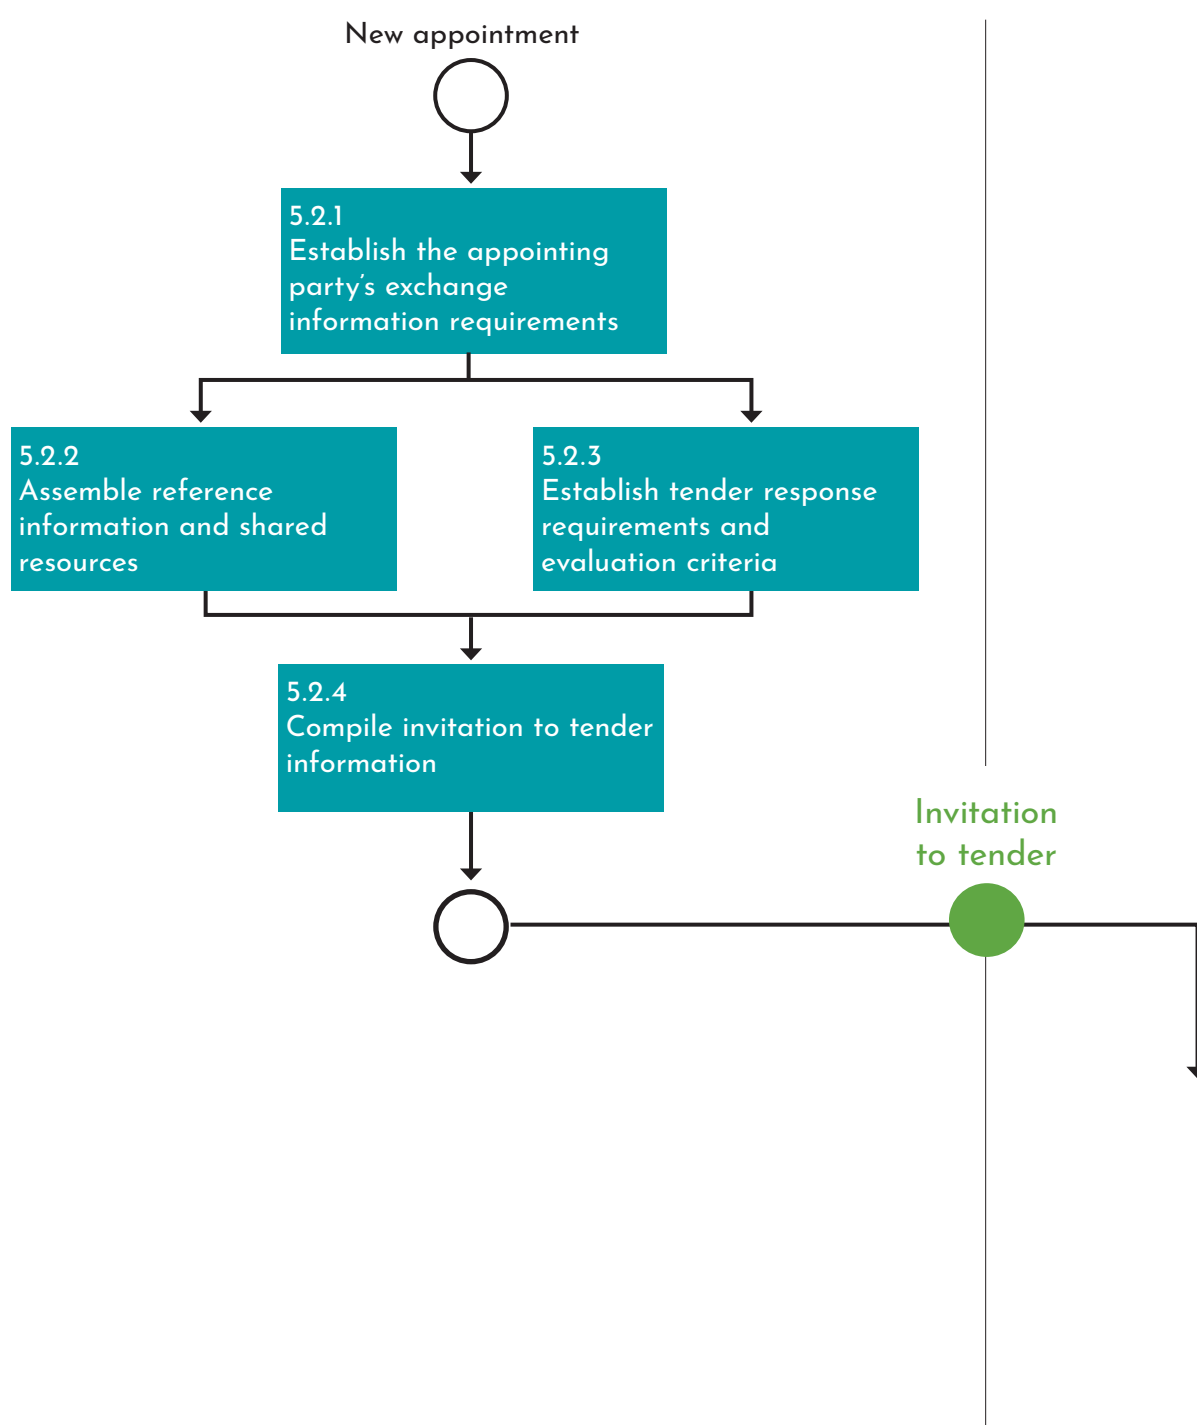 New appointment
5.2.1
Establish the appointing
party's exchange
information requirements
5.2.2
Assemble reference
information and shared
resources
5.2.3
Establish tender response
requirements and
evaluation criteria
5.2.4
Compile invitation to tender
information
Invitation
to tender